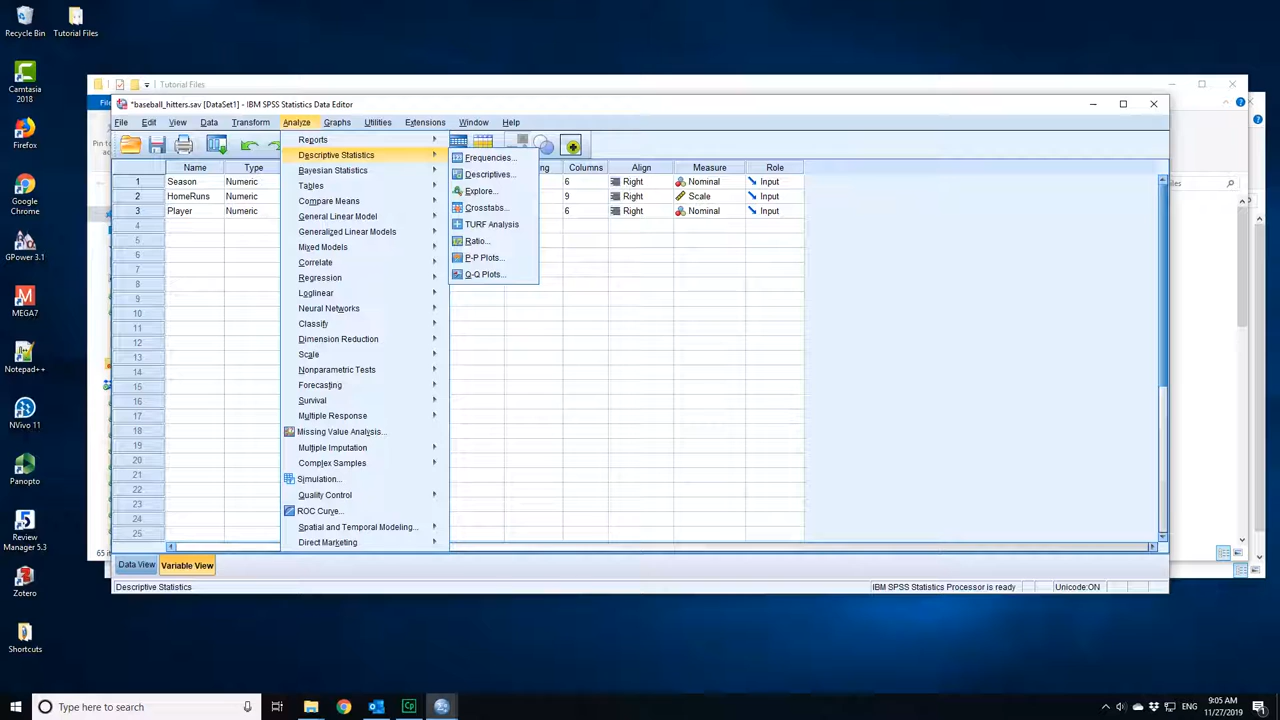 Recycle Bin
Tutorial Files
Camtasia 2018
Firefox
Google Chrome
GPower 3.1
MEGA7
Notepad++
NVivo 11
Panopto
Review Manager 5.3
Zotero
Shortcuts
Tutorial Files
*baseball_hitters.sav [DataSet1] - IBM SPSS Statistics Data Editor
File Edit View Data Transform Analyze Graphs Utilities Extensions Window Help
Name Type Columns Align Measure Role
1 Season Numeric 6 Right Nominal Input
2 HomeRuns Numeric 9 Right Scale Input
3 Player Numeric 6 Right Nominal Input
4
5
6
7
8
9
10
11
12
13
14
15
16
17
18
19
20
21
22
23
24
25
Reports
Descriptive Statistics
Bayesian Statistics
Tables
Compare Means
General Linear Model
Generalized Linear Models
Mixed Models
Correlate
Regression
Loglinear
Neural Networks
Classify
Dimension Reduction
Scale
Nonparametric Tests
Forecasting
Survival
Multiple Response
Missing Value Analysis...
Multiple Imputation
Complex Samples
Simulation...
Quality Control
ROC Curve...
Spatial and Temporal Modeling...
Direct Marketing
Frequencies...
Descriptives...
Explore...
Crosstabs...
TURF Analysis
Ratio...
P-P Plots...
Q-Q Plots...
Data View Variable View
Descriptive Statistics IBM SPSS Statistics Processor is ready Unicode:ON
Type here to search
ENG
9:05 AM
11/27/2019